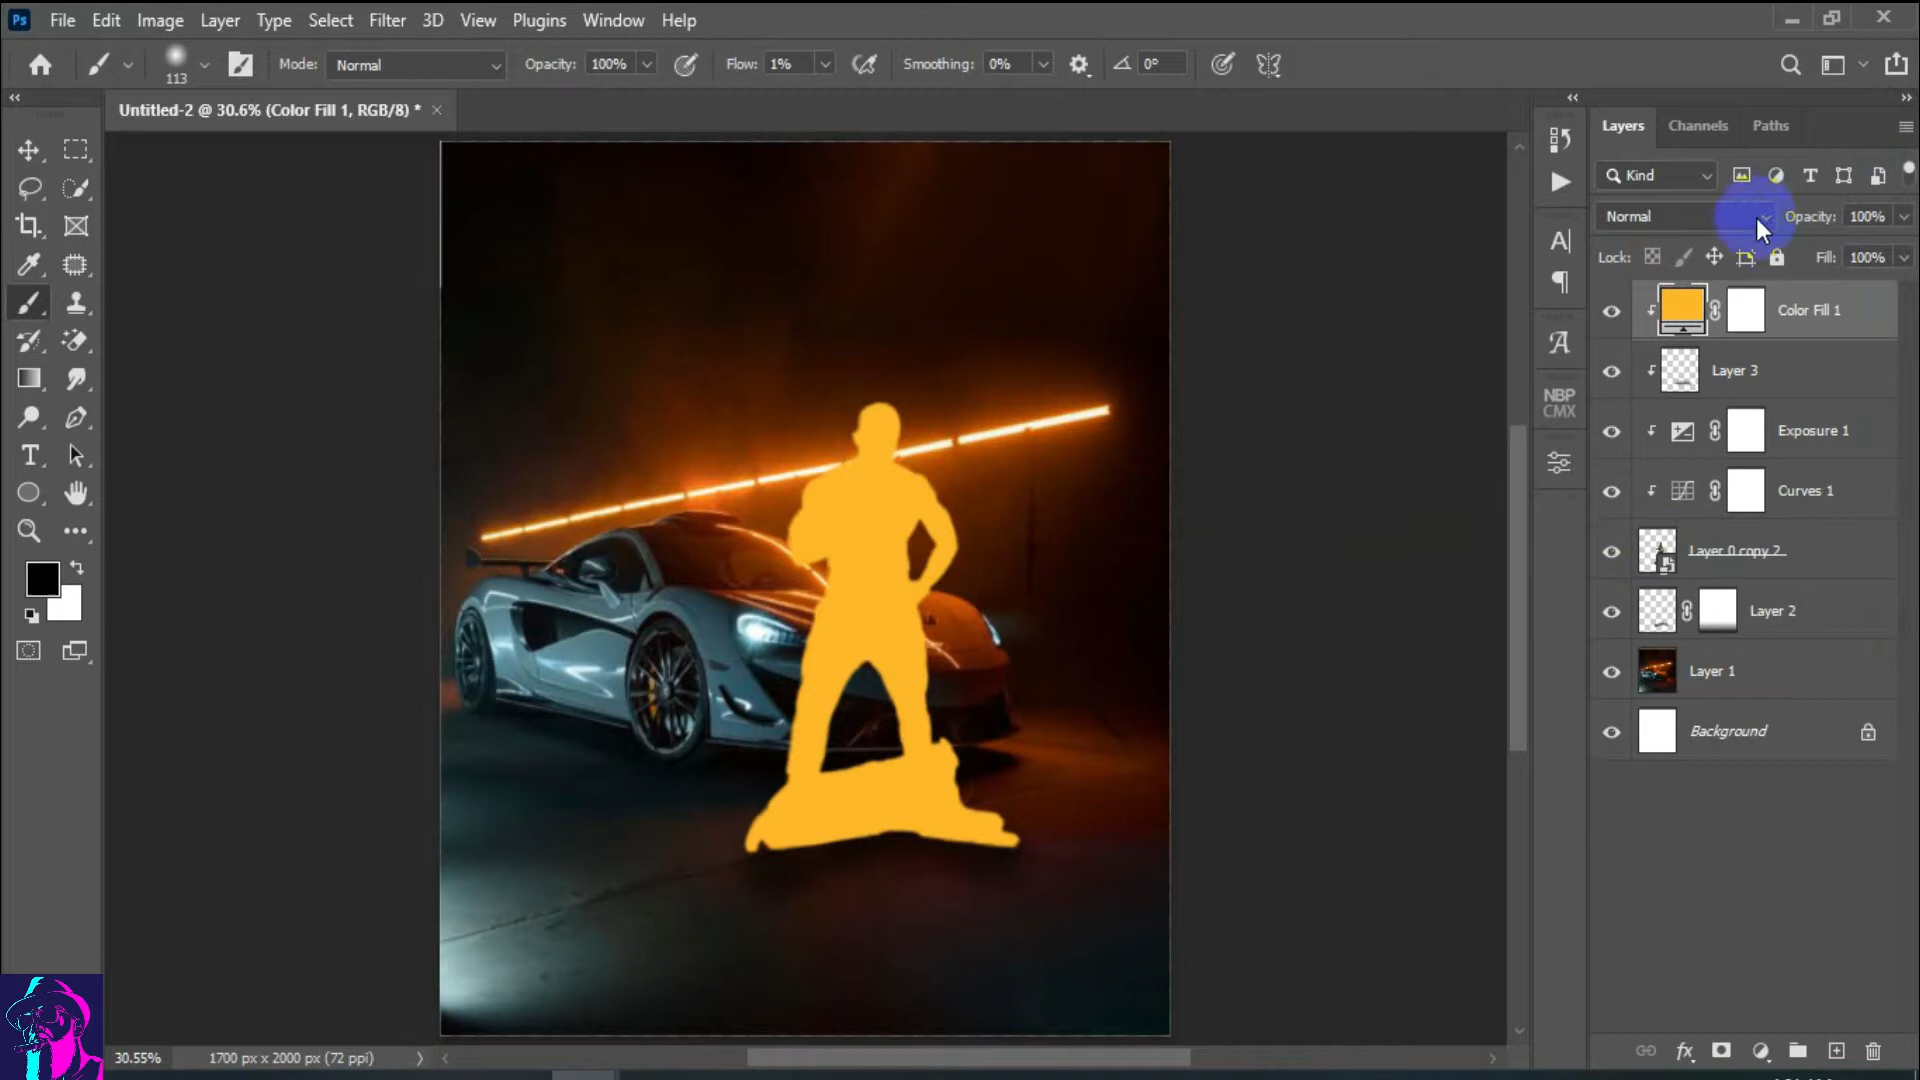 Ps File Edit Image Layer Type Select Filter 3D View Plugins Window Help
113 Mode: Normal Opacity: 100% Flow: 1% Smoothing: 0% 0°
Untitled-2 @ 30.6% (Color Fill 1, RGB/8) *
Layers Channels Paths
Kind
Normal Opacity: 100%
Lock: Fill: 100%
Color Fill 1
Layer 3
NBP
CMX
Exposure 1
Curves 1
Layer 0 copy 2
Layer 2
Layer 1
Background
30.55% 1700 px x 2000 px (72 ppi)